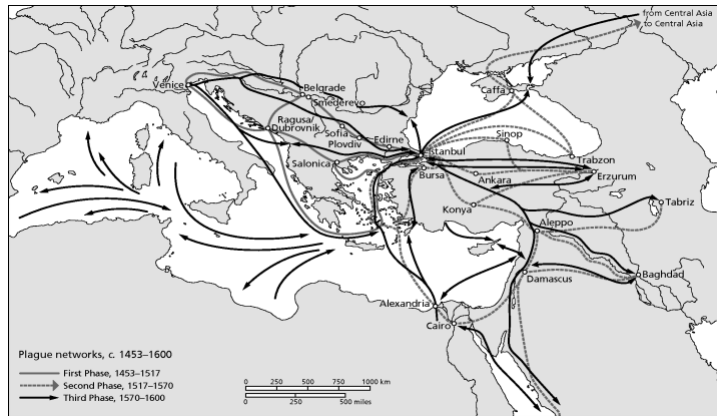 from Central Asia
to Central Asia
Venice
Belgrade
Smederevo
Caffa
Ragusa/
Dubrovnik
Sofia
Plovdiv
Edirne
Istanbul
Sinop
Trabzon
Salonica
Bursa
Ankara
Erzurum
Konya
Tabriz
Aleppo
Baghdad
Damascus
Alexandria
Cairo
Plague networks, c. 1453–1600
First Phase, 1453–1517
Second Phase, 1517–1570
Third Phase, 1570–1600
0 250 500 750 1000 km
0 250 500 miles